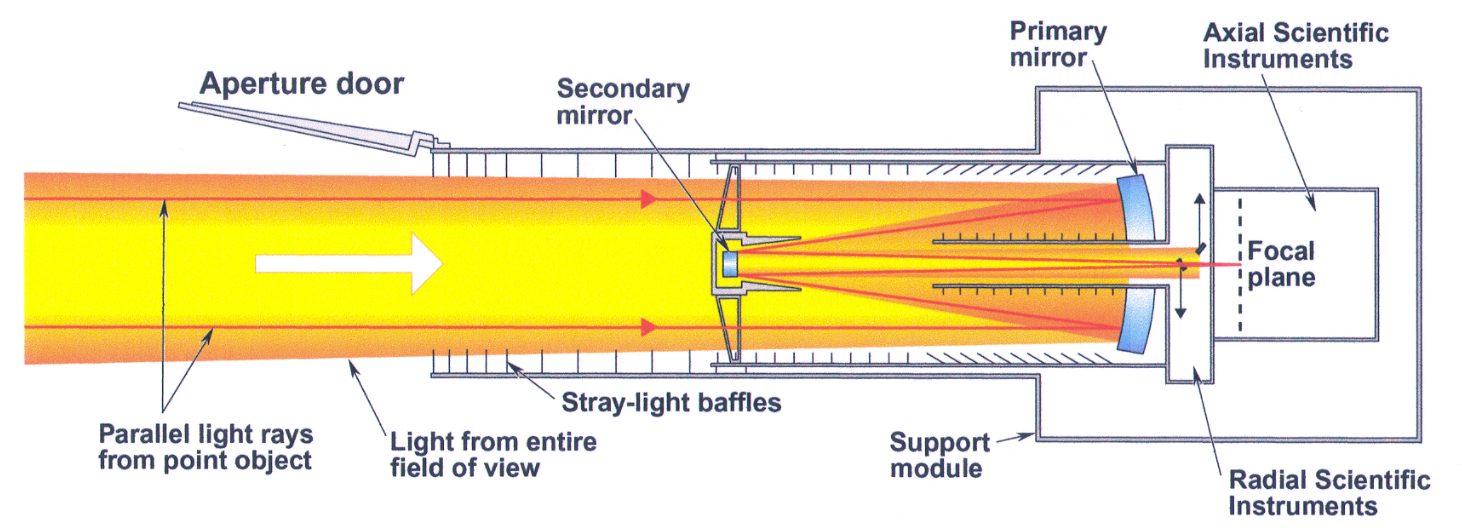 Primary
mirror
Axial Scientific
Instruments
Aperture door
Secondary
mirror
Focal
plane
Stray-light baffles
Parallel light rays
from point object
Light from entire
field of view
Support
module
Radial Scientific
Instruments